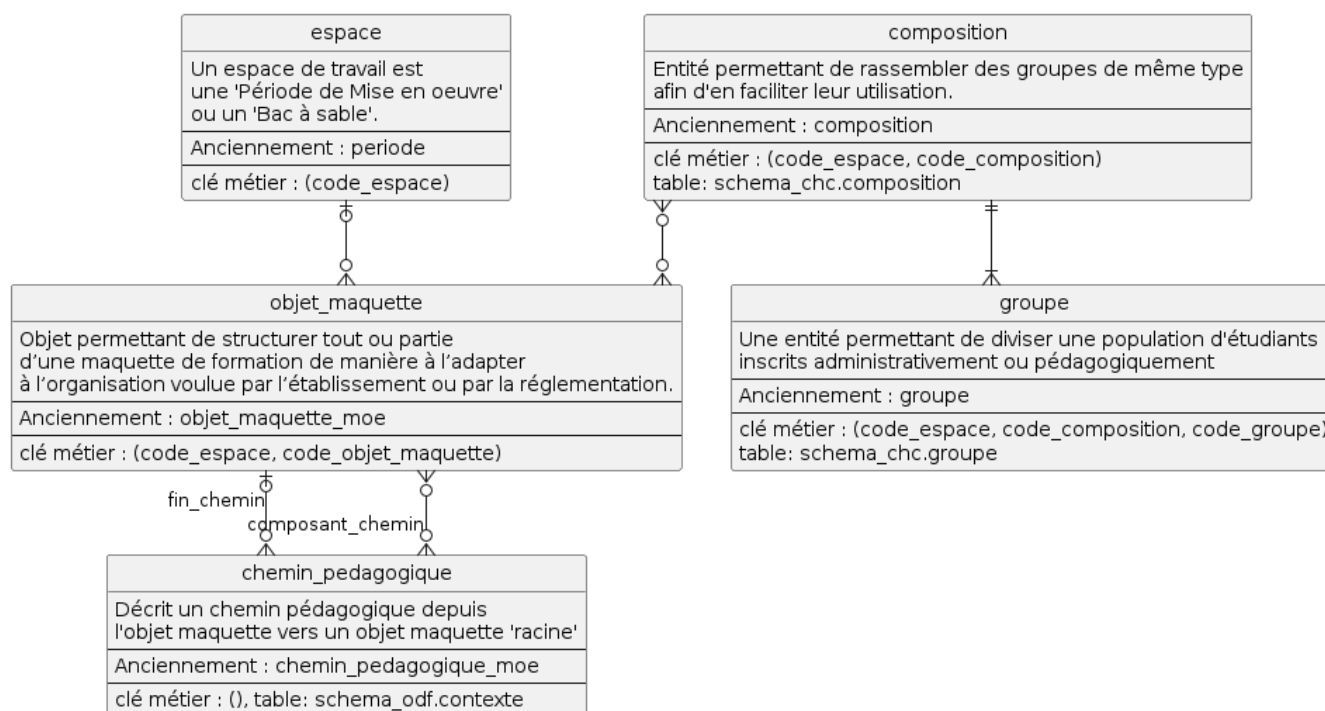 espace
Un espace de travail est
une 'Période de Mise en oeuvre'
ou un 'Bac à sable'.
Anciennement : periode
clé métier : (code_espace)
composition
Entité permettant de rassembler des groupes de même type
afin d'en faciliter leur utilisation.
Anciennement : composition
clé métier : (code_espace, code_composition)
table: schema_chc.composition
objet_maquette
Objet permettant de structurer tout ou partie
d’une maquette de formation de manière à l’adapter
à l’organisation voulue par l’établissement ou par la réglementation.
Anciennement : objet_maquette_moe
clé métier : (code_espace, code_objet_maquette)
groupe
Une entité permettant de diviser une population d'étudiants
inscrits administrativement ou pédagogiquement
Anciennement : groupe
clé métier : (code_espace, code_composition, code_groupe)
table: schema_chc.groupe
fin_chemin
composant_chemin
chemin_pedagogique
Décrit un chemin pédagogique depuis
l'objet maquette vers un objet maquette 'racine'
Anciennement : chemin_pedagogique_moe
clé métier : (), table: schema_odf.contexte